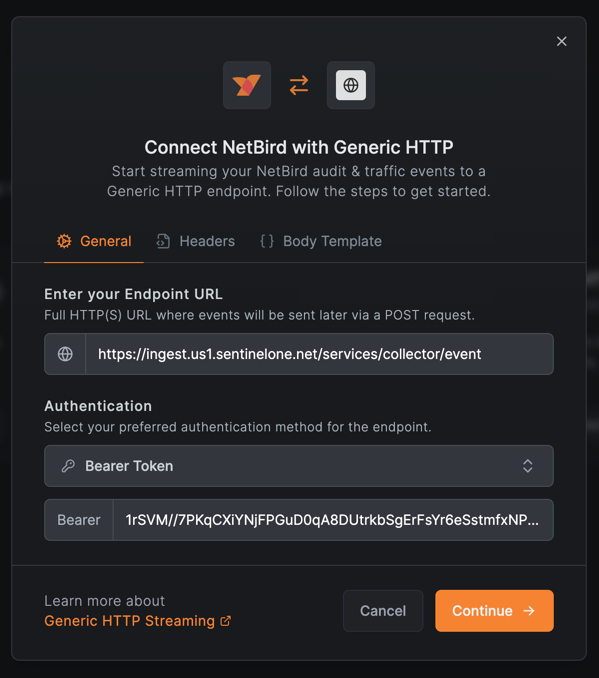 Connect NetBird with Generic HTTP
Start streaming your NetBird audit & traffic events to a
Generic HTTP endpoint. Follow the steps to get started.
General Headers Body Template
Enter your Endpoint URL
Full HTTP(S) URL where events will be sent later via a POST request.
https://ingest.us1.sentinelone.net/services/collector/event
Authentication
Select your preferred authentication method for the endpoint.
Bearer Token
Bearer 1rSVM//7PKqCXiYNjFPGuD0qA8DUtrkbSgErFsYr6eSstmfxNP...
Learn more about
Generic HTTP Streaming
Cancel Continue